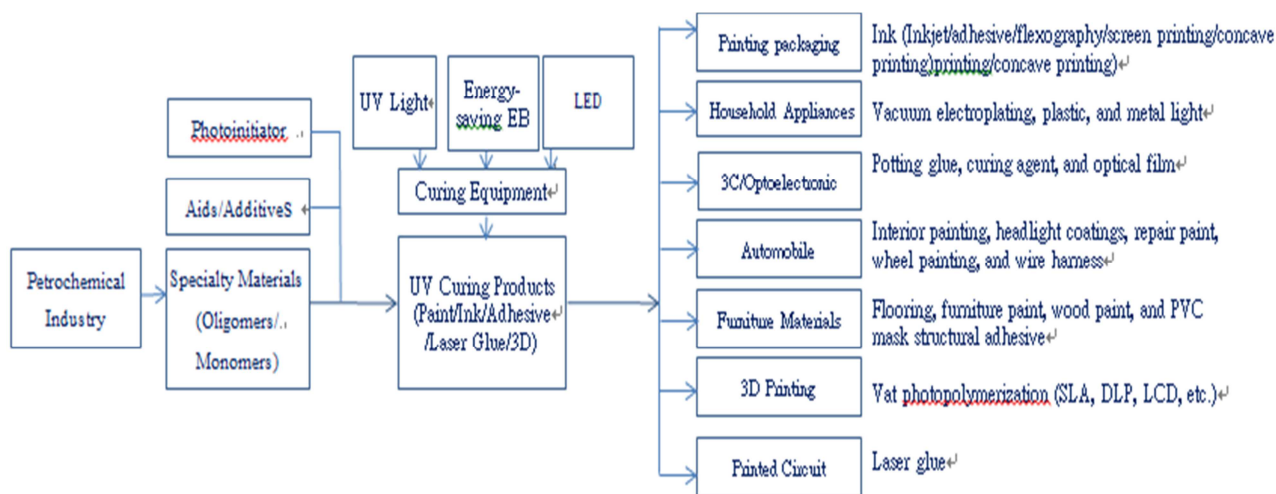 Petrochemical
Industry
Photoinitiator
Aids/AdditiveS
Specialty Materials
(Oligomers/
Monomers)
UV Light
Energy-
saving EB
LED
Curing Equipment
UV Curing Products
(Paint/Ink/Adhesive
/Laser Glue/3D)
Printing packaging
Ink (Inkjet/adhesive/flexography/screen printing/concave
printing)printing/concave printing)
Household Appliances
Vacuum electroplating, plastic, and metal light
3C/Optoelectronic
Potting glue, curing agent, and optical film
Automobile
Interior painting, headlight coatings, repair paint,
wheel painting, and wire harness
Furniture Materials
Flooring, furniture paint, wood paint, and PVC
mask structural adhesive
3D Printing
Vat photopolymerization (SLA, DLP, LCD, etc.)
Printed Circuit
Laser glue